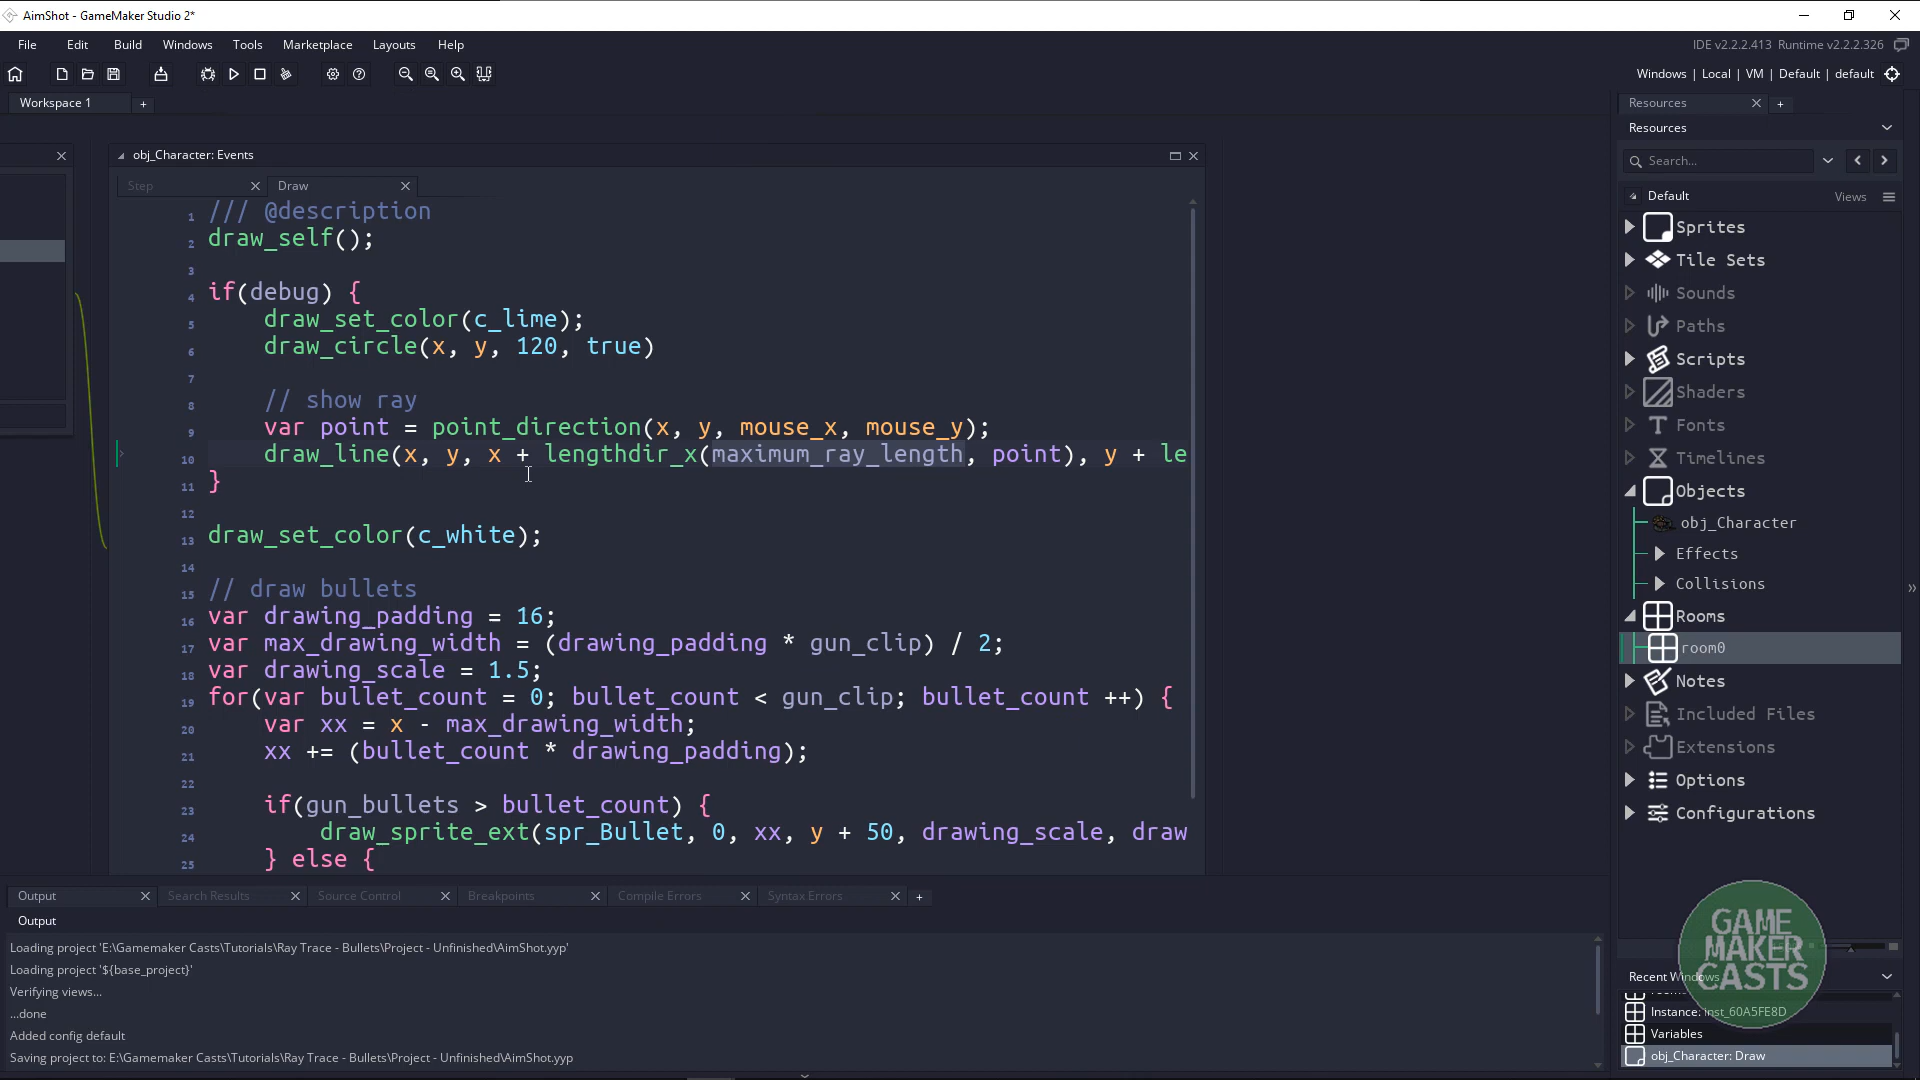 AimShot - GameMaker Studio 2*
File Edit Build Windows Tools Marketplace Layouts Help
IDE v2.2.2.413 Runtime v2.2.2.326
Windows | Local | VM | Default | default
Workspace 1
obj_Character: Events
Step
Draw
1 /// @description
2 draw_self();
3
4 if(debug) {
5 draw_set_color(c_lime);
6 draw_circle(x, y, 120, true)
7
8 // show ray
9 var point = point_direction(x, y, mouse_x, mouse_y);
10 draw_line(x, y, x + lengthdir_x(maximum_ray_length, point), y + le
11 }
12
13 draw_set_color(c_white);
14
15 // draw bullets
16 var drawing_padding = 16;
17 var max_drawing_width = (drawing_padding * gun_clip) / 2;
18 var drawing_scale = 1.5;
19 for(var bullet_count = 0; bullet_count < gun_clip; bullet_count ++) {
20 var xx = x - max_drawing_width;
21 xx += (bullet_count * drawing_padding);
22
23 if(gun_bullets > bullet_count) {
24 draw_sprite_ext(spr_Bullet, 0, xx, y + 50, drawing_scale, draw
25 } else {
Resources
Resources
Search...
Default Views
Sprites
Tile Sets
Sounds
Paths
Scripts
Shaders
Fonts
Timelines
Objects
obj_Character
Effects
Collisions
Rooms
room0
Notes
Included Files
Extensions
Options
Configurations
Output
Search Results
Source Control
Breakpoints
Compile Errors
Syntax Errors
Output
Loading project 'E:\Gamemaker Casts\Tutorials\Ray Trace - Bullets\Project - Unfinished\AimShot.yyp'
Loading project '${base_project}'
Verifying views...
...done
Added config default
Saving project to: E:\Gamemaker Casts\Tutorials\Ray Trace - Bullets\Project - Unfinished\AimShot.yyp
Recent Windows
Instance: inst_60A5FE8D
Variables
obj_Character: Draw
GAME
MAKER
CASTS